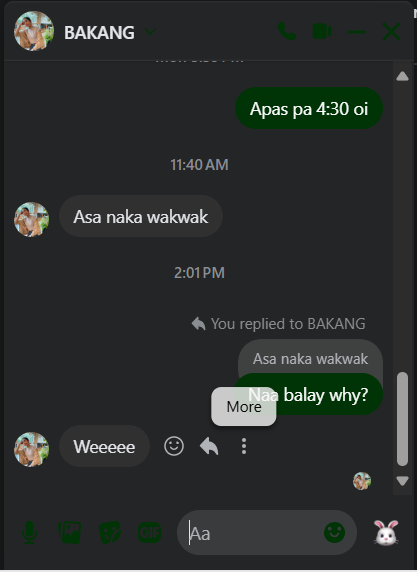 BAKANG
Apas pa 4:30 oi
11:40 AM
Asa naka wakwak
2:01 PM
You replied to BAKANG
Asa naka wakwak
Naa balay why?
More
Weeeee
GIF
Aa